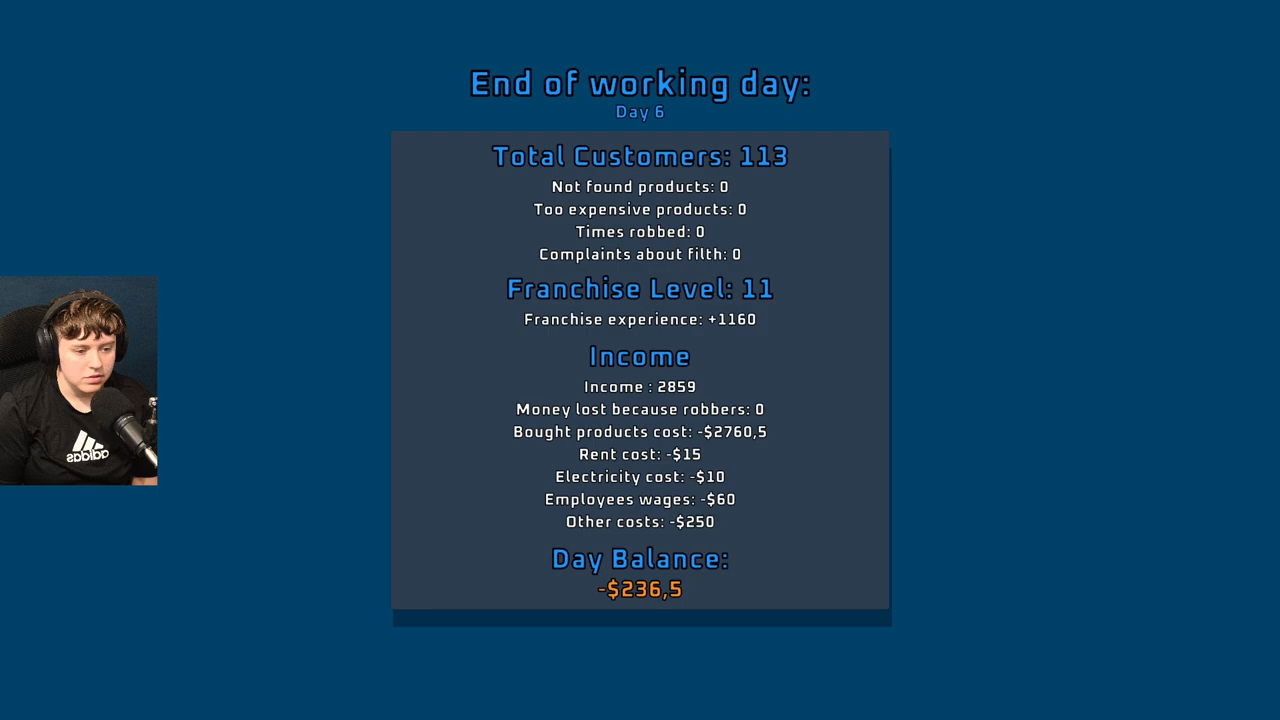 End of working day:
Day 6
Total Customers: 113
Not found products: 0
Too expensive products: 0
Times robbed: 0
Complaints about filth: 0
Franchise Level: 11
Franchise experience: +1160
Income
Income : 2859
Money lost because robbers: 0
Bought products cost: -$2760,5
Rent cost: -$15
Electricity cost: -$10
Employees wages: -$60
Other costs: -$250
Day Balance:
-$236,5
adidas